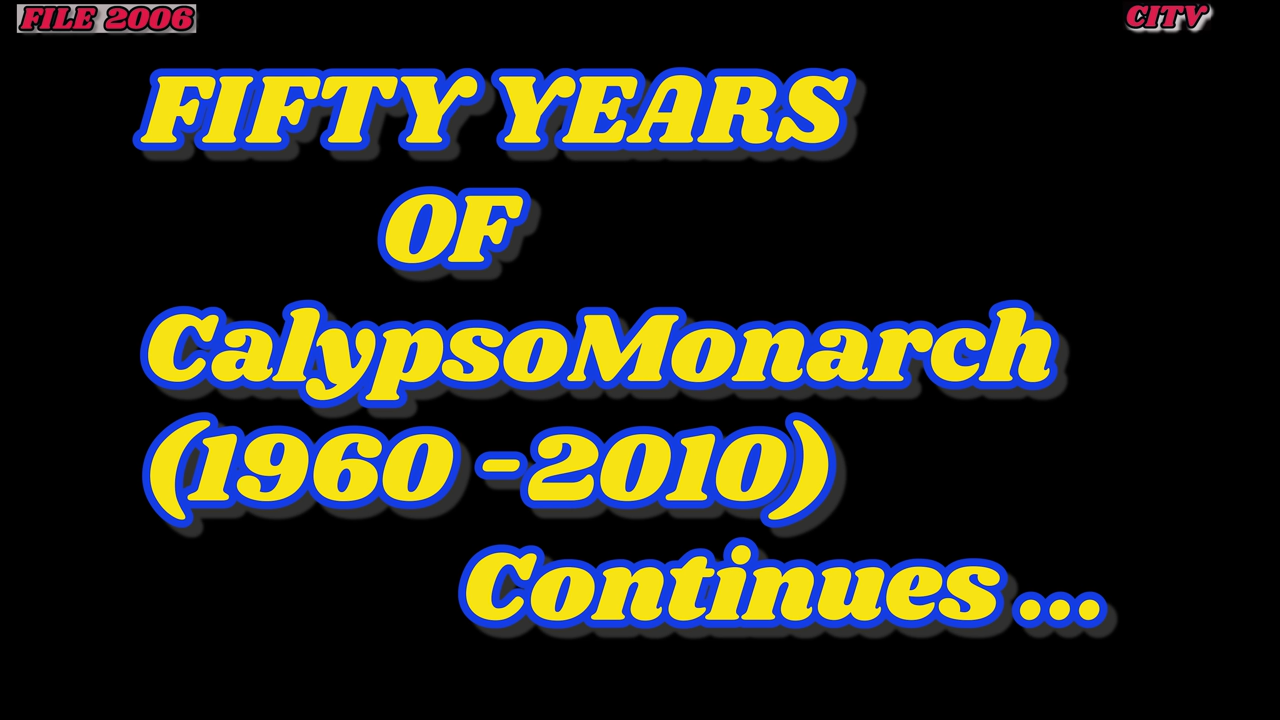 FILE 2006
CITV
FIFTY YEARS
OF
CalypsoMonarch
(1960 -2010)
Continues ...